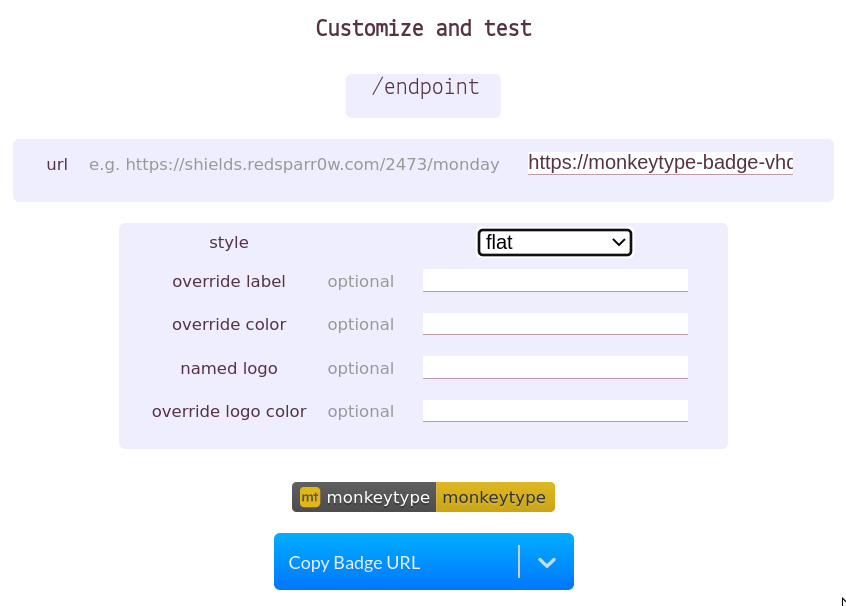 Customize and test
/endpoint
url e.g. https://shields.redsparr0w.com/2473/monday https://monkeytype-badge-vhd
style flat
override label optional
override color optional
named logo optional
override logo color optional
mt monkeytype monkeytype
Copy Badge URL